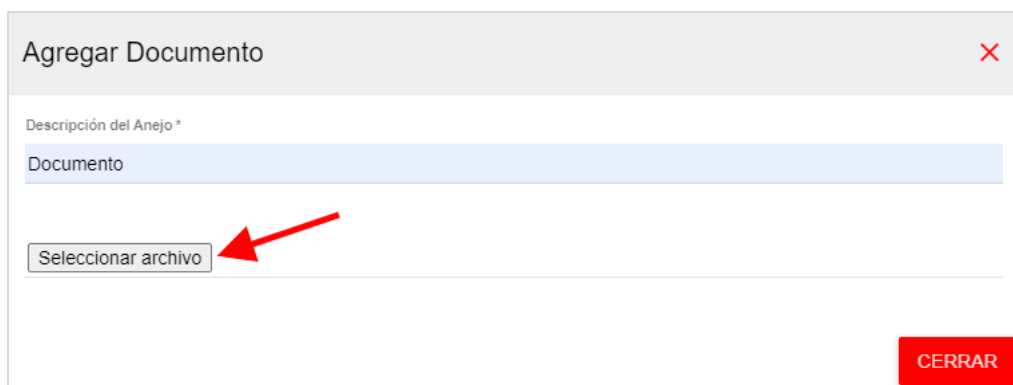 Agregar Documento
Descripción del Anejo *
Documento
Seleccionar archivo
CERRAR